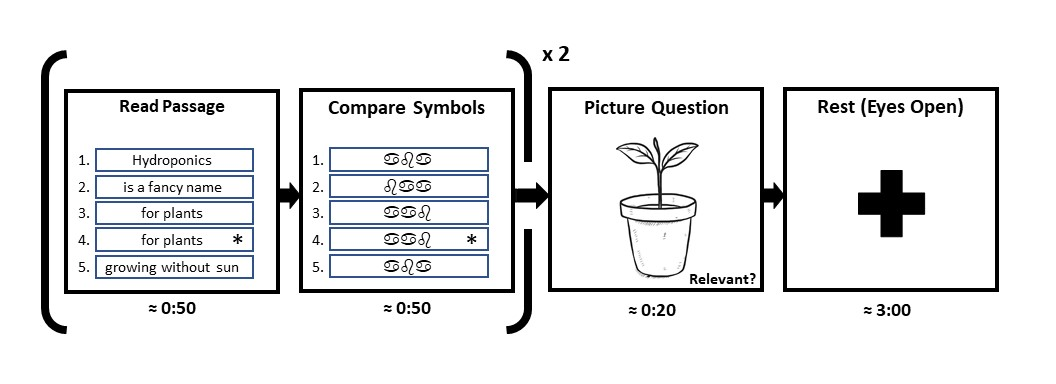 x 2
Read Passage
1. Hydroponics
2. is a fancy name
3. for plants
4. for plants *
5. growing without sun
≈ 0:50
Compare Symbols
1. ♋♌♋
2. ♌♋♋
3. ♋♋♌
4. ♋♋♌ *
5. ♋♌♋
≈ 0:50
Picture Question
Relevant?
≈ 0:20
Rest (Eyes Open)
≈ 3:00